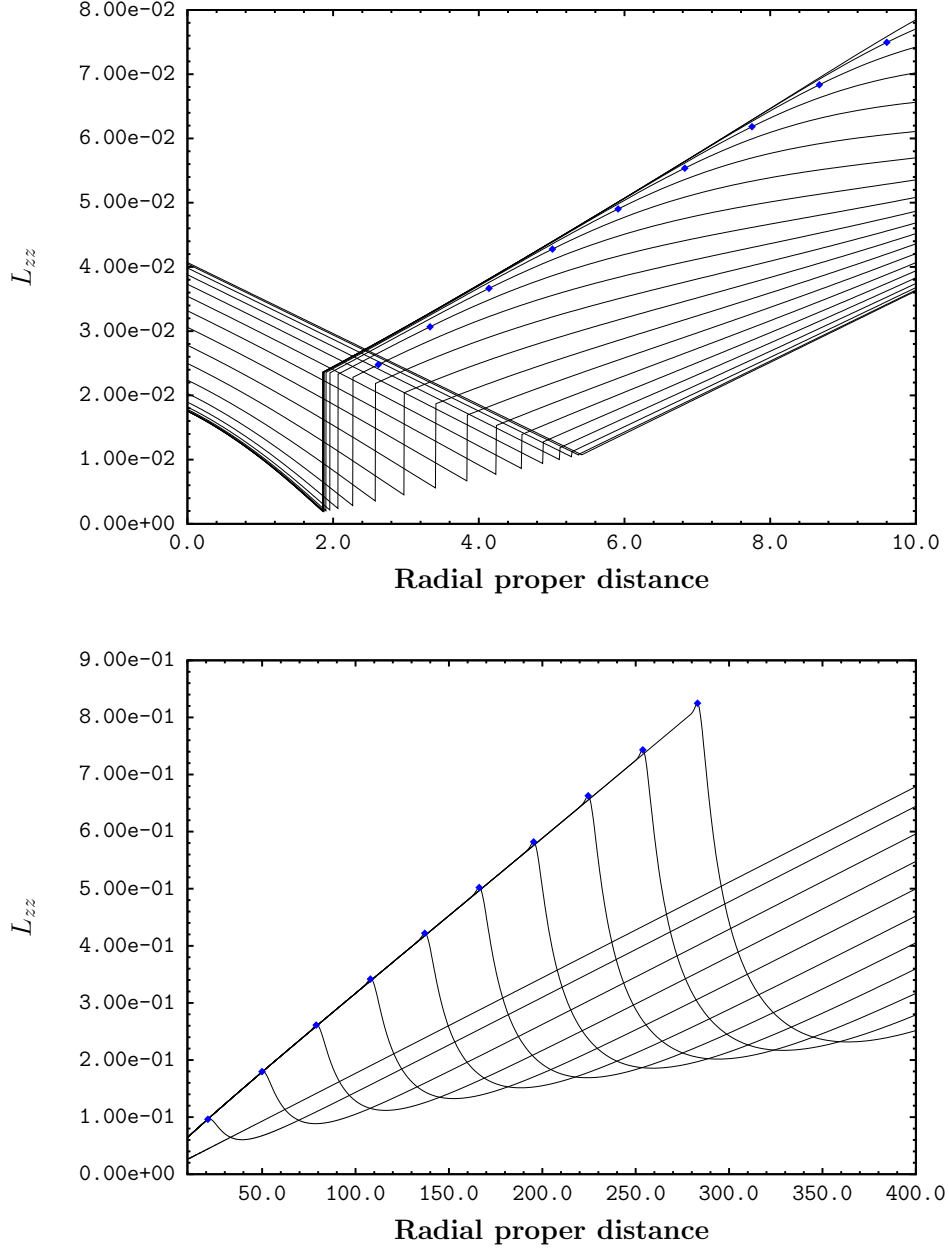 8.00e-02
7.00e-02
6.00e-02
5.00e-02
4.00e-02
3.00e-02
2.00e-02
1.00e-02
0.00e+00
L_zz
0.0 2.0 4.0 6.0 8.0 10.0
Radial proper distance
9.00e-01
8.00e-01
7.00e-01
6.00e-01
5.00e-01
4.00e-01
3.00e-01
2.00e-01
1.00e-01
0.00e+00
L_zz
50.0 100.0 150.0 200.0 250.0 300.0 350.0 400.0
Radial proper distance